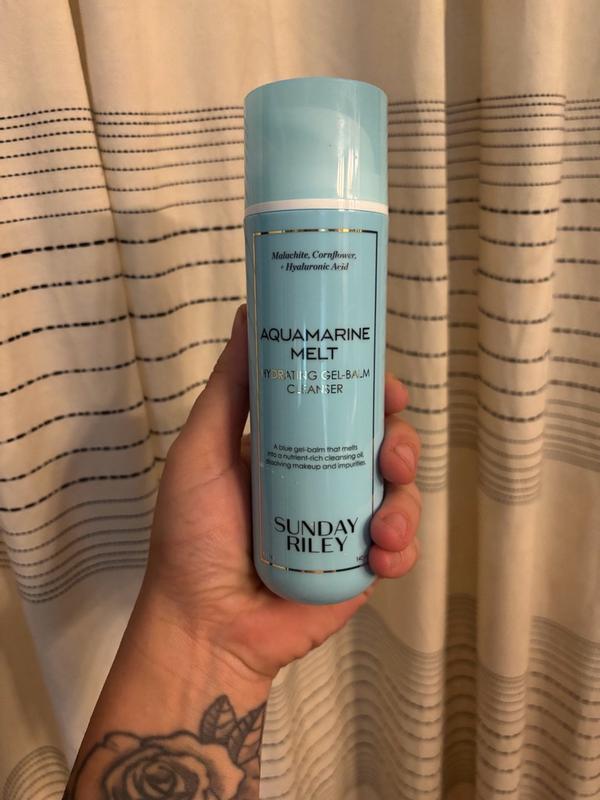 Malachite, Cornflower,
+ Hyaluronic Acid
AQUAMARINE
MELT
HYDRATING GEL-BALM
CLEANSER
A blue gel-balm that melts
into a nutrient-rich cleansing oil,
dissolving makeup and impurities.
SUNDAY
RILEY